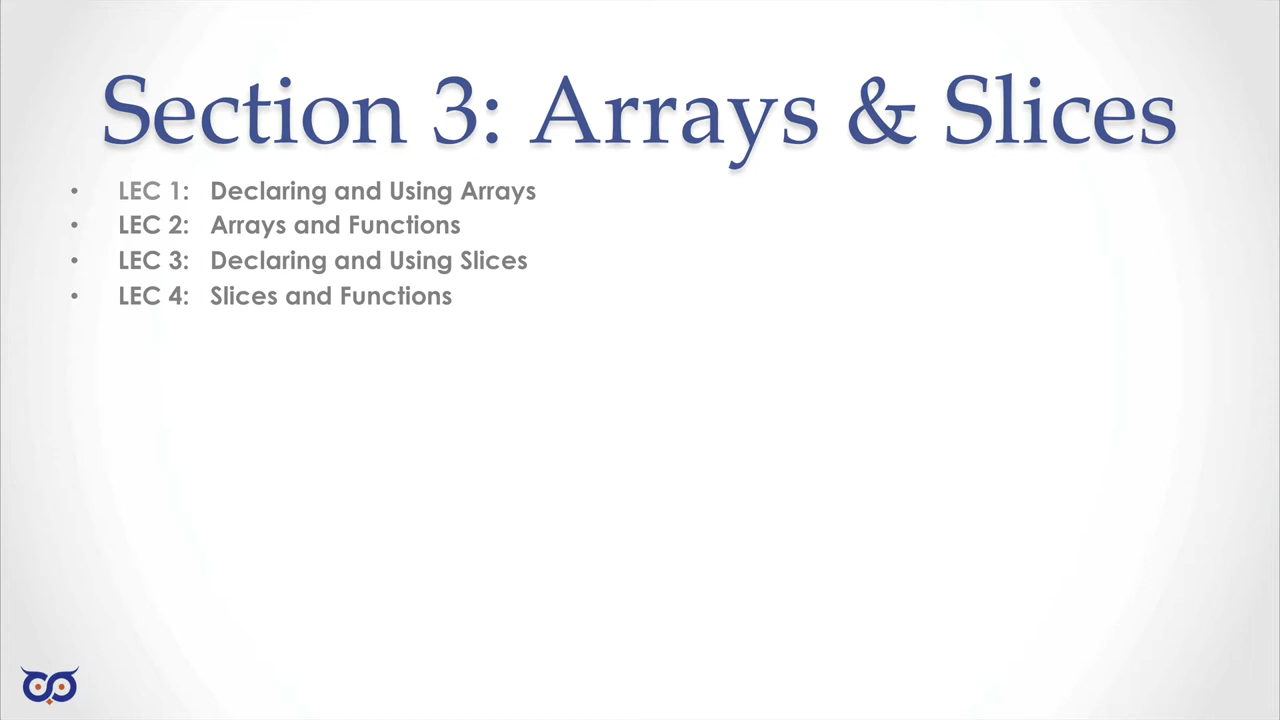 Section 3: Arrays & Slices
• LEC 1: Declaring and Using Arrays
• LEC 2: Arrays and Functions
• LEC 3: Declaring and Using Slices
• LEC 4: Slices and Functions